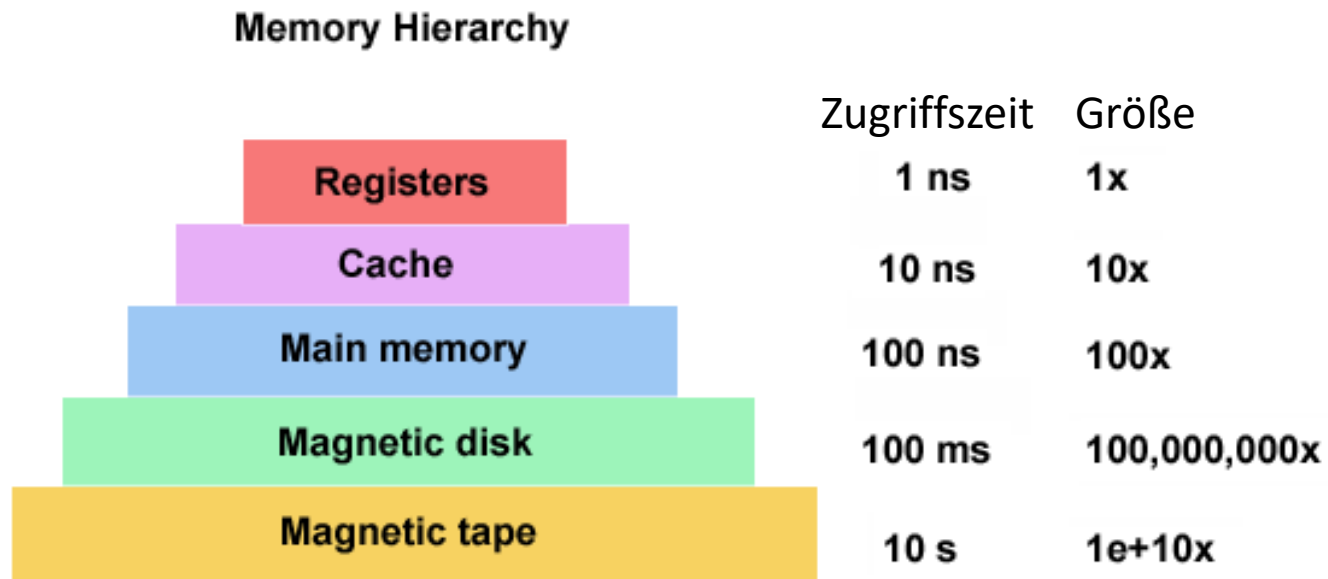 Memory Hierarchy
Zugriffszeit Größe
Registers 1 ns 1x
Cache 10 ns 10x
Main memory 100 ns 100x
Magnetic disk 100 ms 100,000,000x
Magnetic tape 10 s 1e+10x